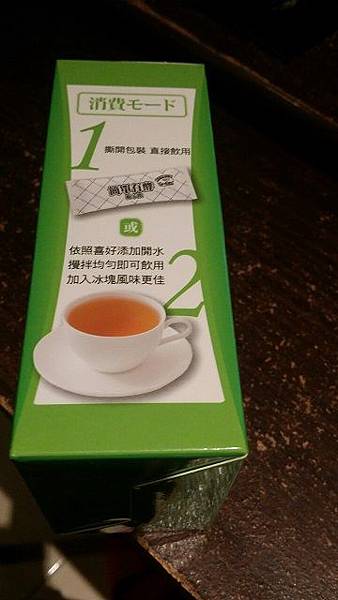 消費モード
1
撕開包裝 直接飲用
或
2
依照喜好添加開水
攪拌均勻即可飲用
加入冰塊風味更佳